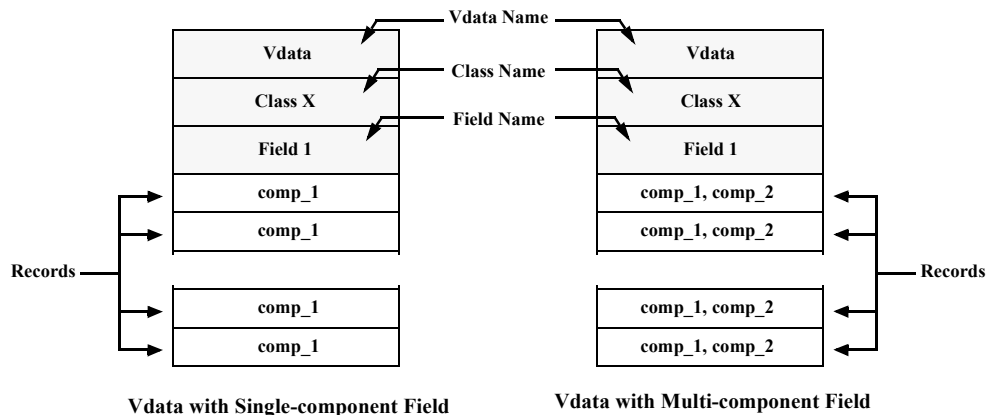 Vdata Name
Vdata
Vdata
Class Name
Class X
Class X
Field Name
Field 1
Field 1
comp_1
comp_1, comp_2
comp_1
comp_1, comp_2
Records
Records
comp_1
comp_1, comp_2
comp_1
comp_1, comp_2
Vdata with Single-component Field
Vdata with Multi-component Field